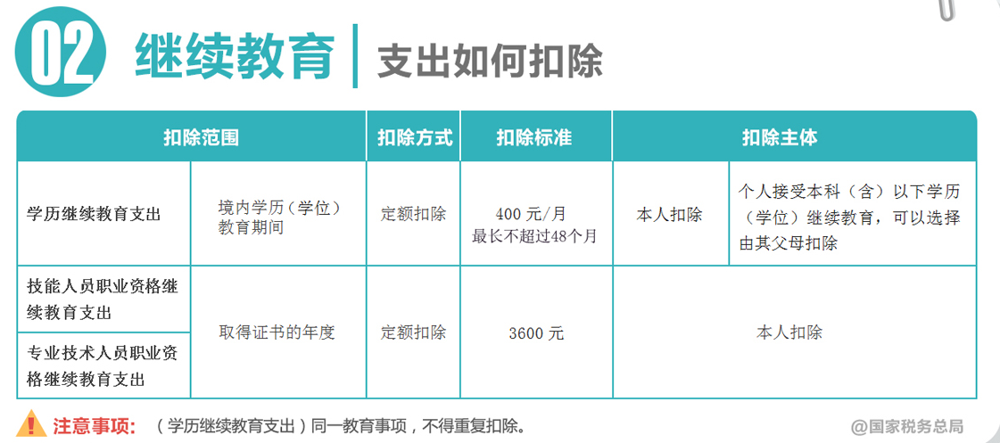 02
继续教育
支出如何扣除
扣除范围
扣除方式
扣除标准
扣除主体
学历继续教育支出
境内学历（学位）
教育期间
定额扣除
400 元/月
最长不超过48个月
本人扣除
个人接受本科（含）以下学历
（学位）继续教育，可以选择
由其父母扣除
技能人员职业资格继
续教育支出
专业技术人员职业资
格继续教育支出
取得证书的年度
定额扣除
3600 元
本人扣除
注意事项：（学历继续教育支出）同一教育事项，不得重复扣除。
@国家税务总局